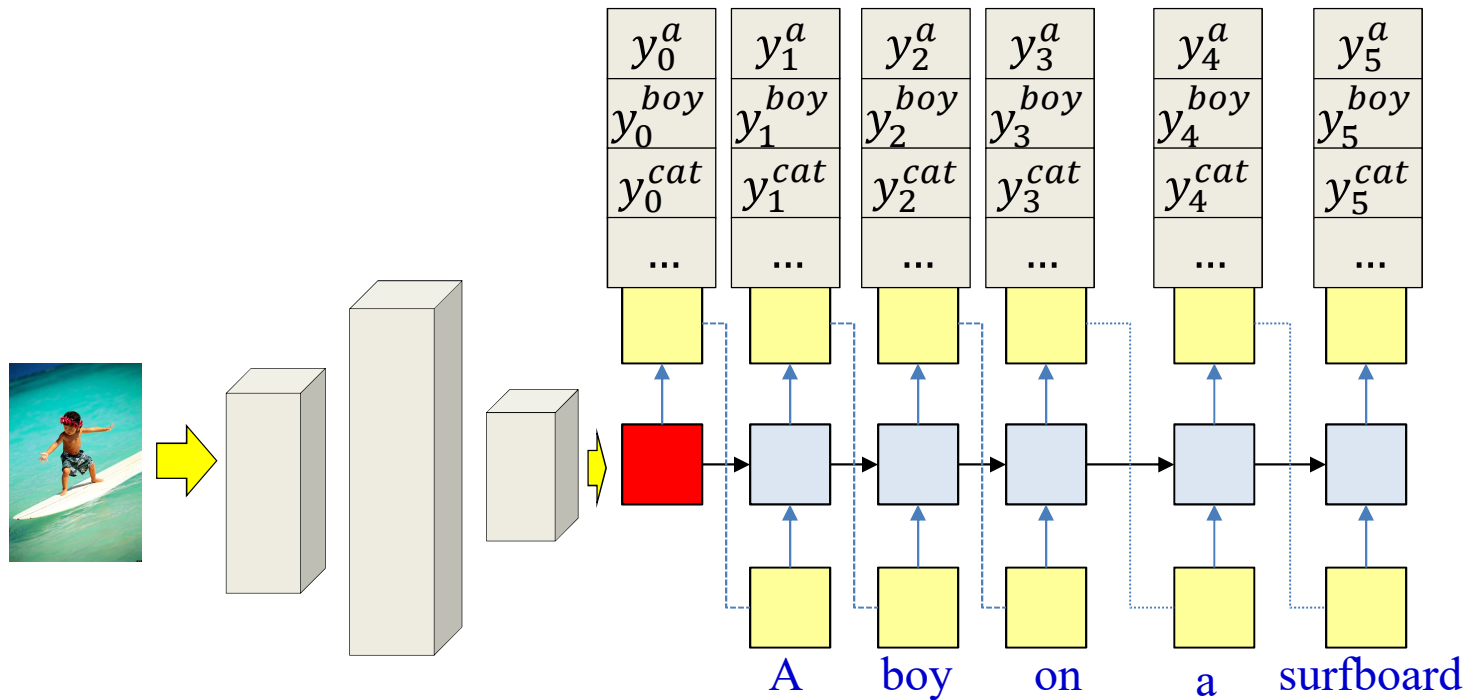 y_0^a y_1^a y_2^a y_3^a y_4^a y_5^a
y_0^{boy} y_1^{boy} y_2^{boy} y_3^{boy} y_4^{boy} y_5^{boy}
y_0^{cat} y_1^{cat} y_2^{cat} y_3^{cat} y_4^{cat} y_5^{cat}
... ... ... ... ... ...
A boy on a surfboard